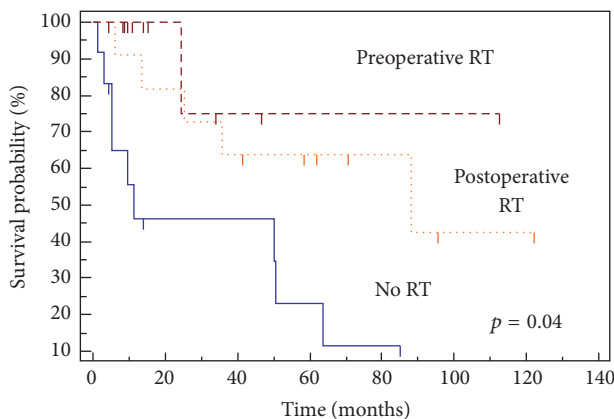 100
90
80
70
60
50
40
30
20
10
Survival probability (%)
Preoperative RT
Postoperative
RT
No RT
p = 0.04
0 20 40 60 80 100 120 140
Time (months)